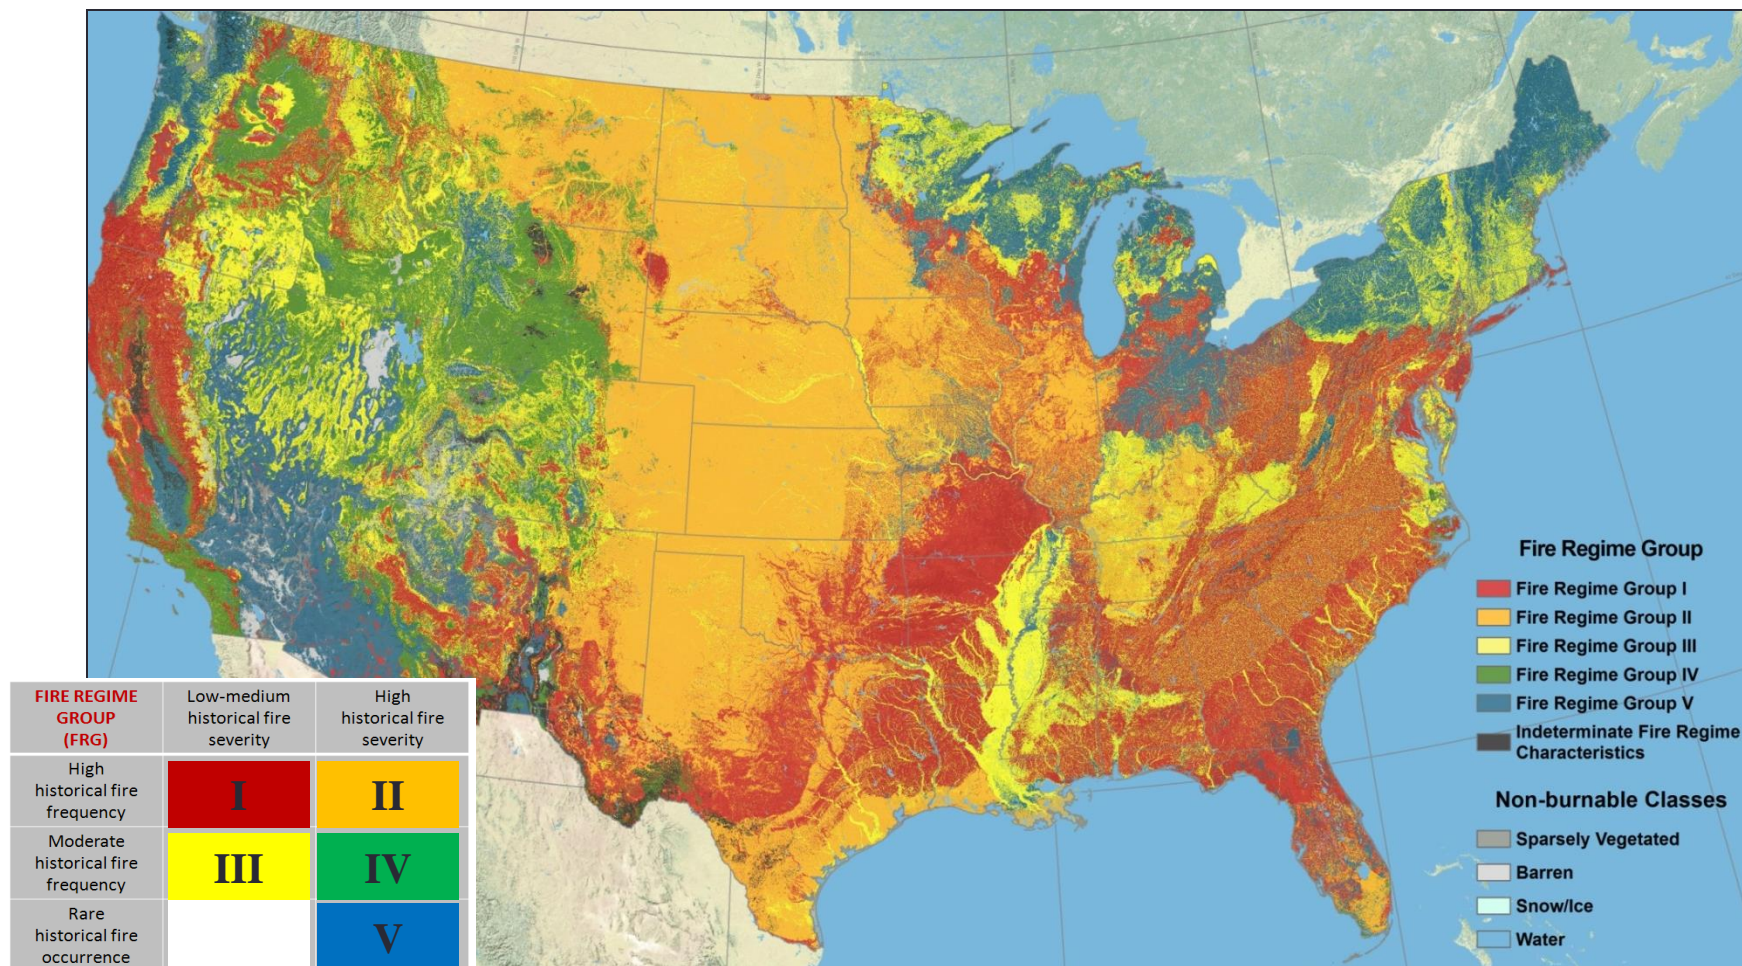 Fire Regime Group
Fire Regime Group I
Fire Regime Group II
Fire Regime Group III
Fire Regime Group IV
Fire Regime Group V
Indeterminate Fire Regime
Characteristics
Non-burnable Classes
Sparsely Vegetated
Barren
Snow/Ice
Water
FIRE REGIME
GROUP
(FRG)
Low-medium
historical fire
severity
High
historical fire
severity
High
historical fire
frequency
I
II
Moderate
historical fire
frequency
III
IV
Rare
historical fire
occurrence
V